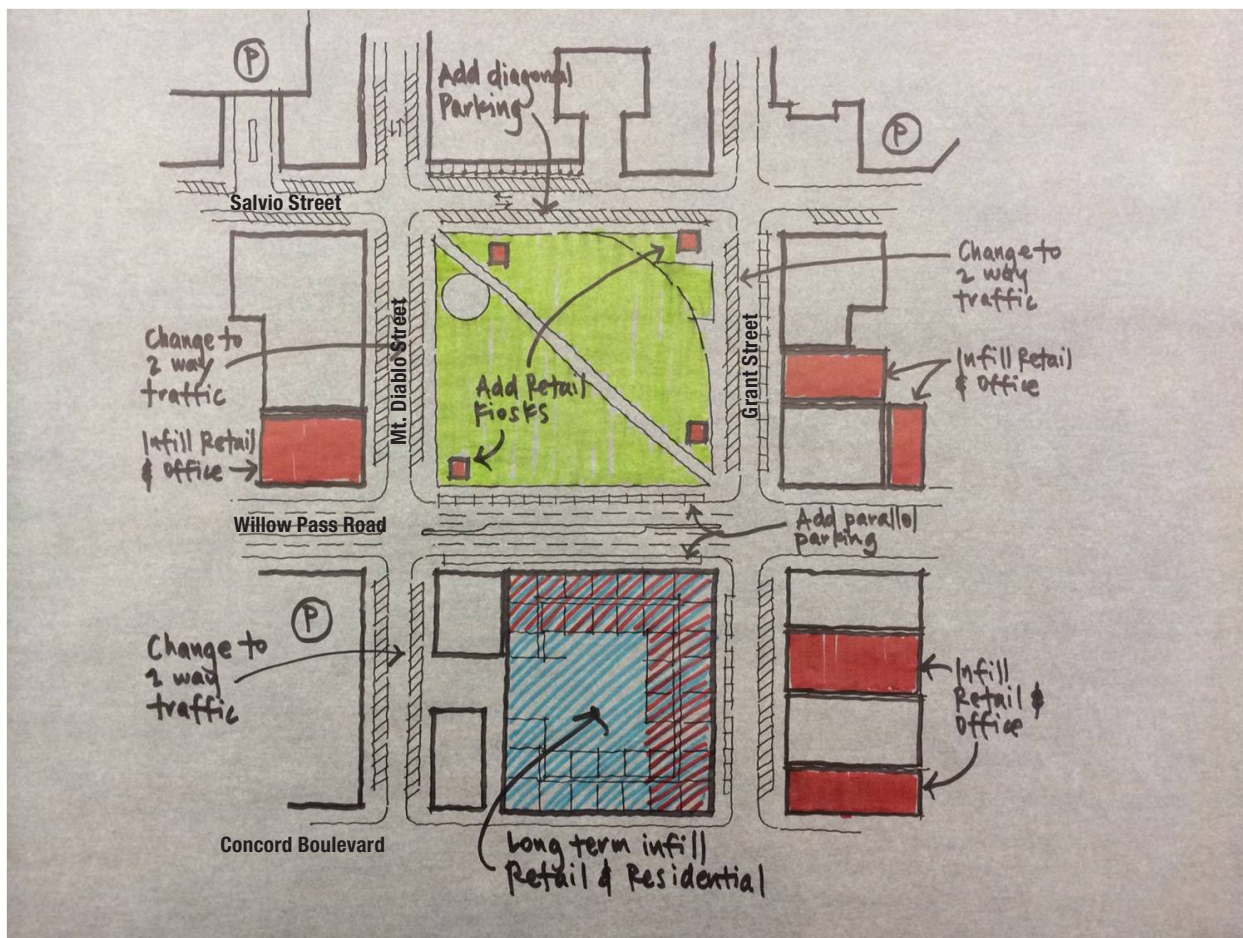 P
Add diagonal
Parking
P
Salvio Street
Change to
2 way
traffic
Change to
2 way
traffic
Mt. Diablo Street
Grant Street
Infill Retail
& Office
Add Retail
Kiosks
Infill Retail
& Office
Willow Pass Road
Add parallel
parking
P
Change to
2 way
traffic
Infill
Retail &
Office
Concord Boulevard
Long term infill
Retail & Residential